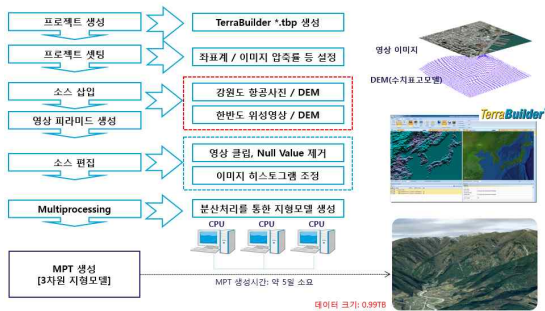 프로젝트 생성
TerraBuilder *.tbp 생성
프로젝트 셋팅
좌표계 / 이미지 압축률 등 설정
소스 삽입
강원도 항공사진 / DEM
영상 피라미드 생성
한반도 위성영상 / DEM
소스 편집
영상 클립, Null Value 제거
이미지 히스토그램 조정
Multiprocessing
분산처리를 통한 지형모델 생성
CPU CPU CPU
MPT 생성
[3차원 지형모델]
MPT 생성시간: 약 5일 소요
데이터 크기: 0.99TB
영상 이미지
DEM(수치표고모델)
TerraBuilder